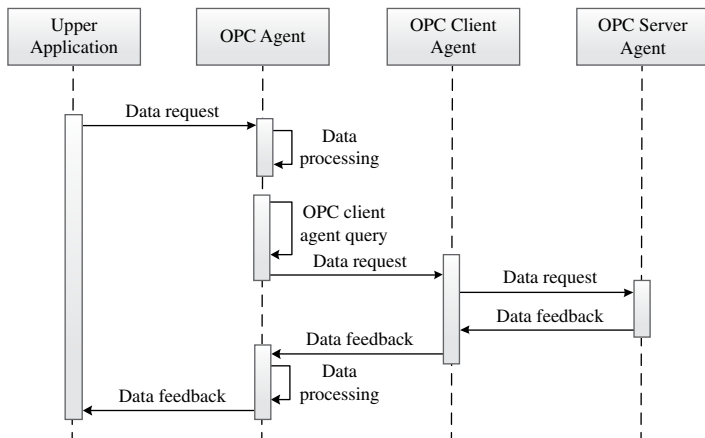 Upper
Application
OPC Agent
OPC Client
Agent
OPC Server
Agent
Data request
Data
processing
OPC client
agent query
Data request
Data request
Data feedback
Data feedback
Data
processing
Data feedback